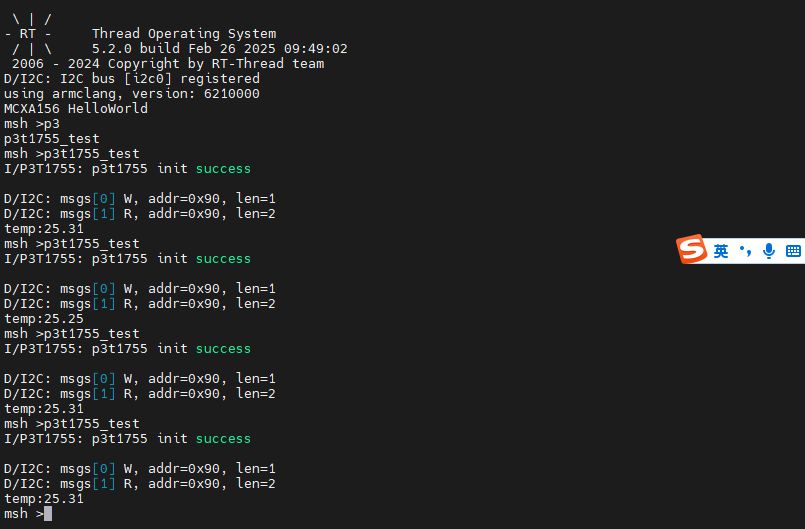 \ | /
- RT -     Thread Operating System
 / | \     5.2.0 build Feb 26 2025 09:49:02
 2006 - 2024 Copyright by RT-Thread team
D/I2C: I2C bus [i2c0] registered
using armclang, version: 6210000
MCXA156 HelloWorld
msh >p3
p3t1755_test
msh >p3t1755_test
I/P3T1755: p3t1755 init success

D/I2C: msgs[0] W, addr=0x90, len=1
D/I2C: msgs[1] R, addr=0x90, len=2
temp:25.31
msh >p3t1755_test
I/P3T1755: p3t1755 init success

D/I2C: msgs[0] W, addr=0x90, len=1
D/I2C: msgs[1] R, addr=0x90, len=2
temp:25.25
msh >p3t1755_test
I/P3T1755: p3t1755 init success

D/I2C: msgs[0] W, addr=0x90, len=1
D/I2C: msgs[1] R, addr=0x90, len=2
temp:25.31
msh >p3t1755_test
I/P3T1755: p3t1755 init success

D/I2C: msgs[0] W, addr=0x90, len=1
D/I2C: msgs[1] R, addr=0x90, len=2
temp:25.31
msh >
S 英